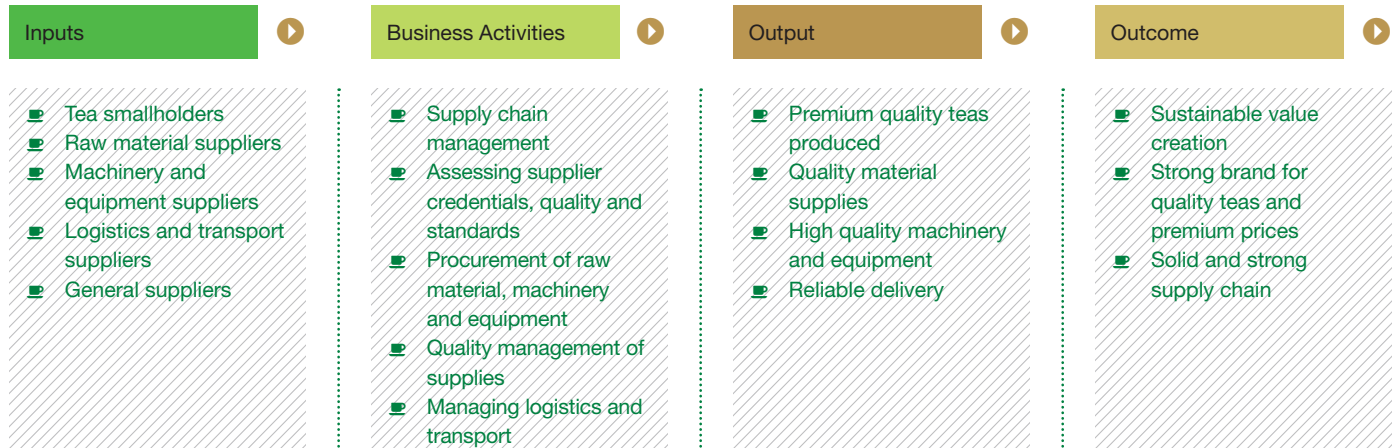 Inputs
Tea smallholders
Raw material suppliers
Machinery and
equipment suppliers
Logistics and transport
suppliers
General suppliers
Business Activities
Supply chain
management
Assessing supplier
credentials, quality and
standards
Procurement of raw
material, machinery
and equipment
Quality management of
supplies
Managing logistics and
transport
Output
Premium quality teas
produced
Quality material
supplies
High quality machinery
and equipment
Reliable delivery
Outcome
Sustainable value
creation
Strong brand for
quality teas and
premium prices
Solid and strong
supply chain